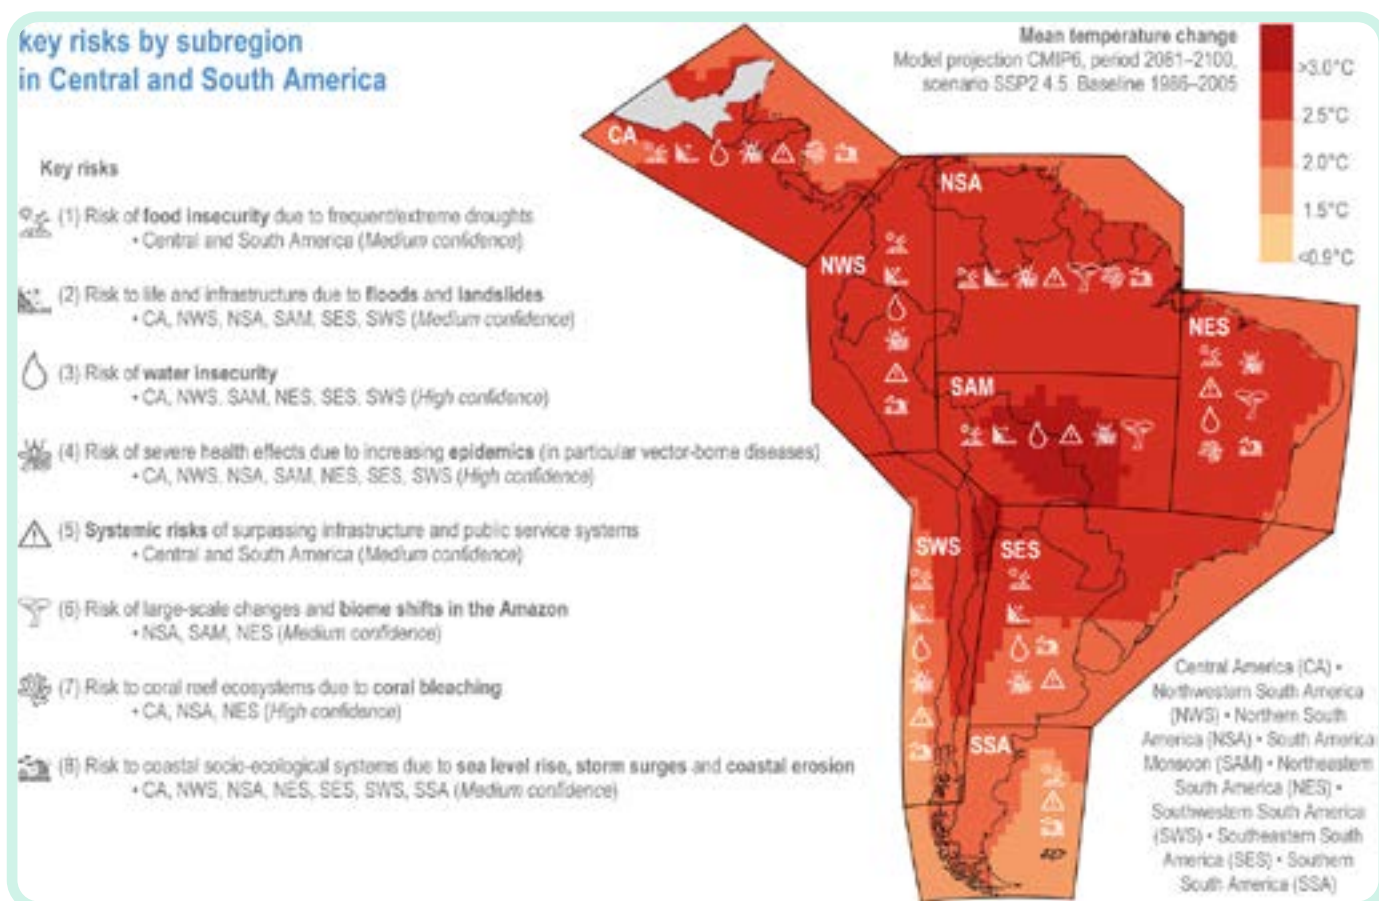 key risks by subregion
in Central and South America
Key risks
(1) Risk of food insecurity due to frequent/extreme droughts
• Central and South America (Medium confidence)
(2) Risk to life and infrastructure due to floods and landslides
• CA, NWS, NSA, SAM, SES, SWS (Medium confidence)
(3) Risk of water insecurity
• CA, NWS, SAM, NES, SES, SWS (High confidence)
(4) Risk of severe health effects due to increasing epidemics (in particular vector-borne diseases)
• CA, NWS, NSA, SAM, NES, SES, SWS (High confidence)
(5) Systemic risks of surpassing infrastructure and public service systems
• Central and South America (Medium confidence)
(6) Risk of large-scale changes and biome shifts in the Amazon
• NSA, SAM, NES (Medium confidence)
(7) Risk to coral reef ecosystems due to coral bleaching
• CA, NSA, NES (High confidence)
(8) Risk to coastal socio-ecological systems due to sea level rise, storm surges and coastal erosion
• CA, NWS, NSA, NES, SES, SWS, SSA (Medium confidence)
Mean temperature change
Model projection CMIP6, period 2081–2100,
scenario SSP2 4.5. Baseline 1986–2005
>3.0°C
2.5°C
2.0°C
1.5°C
<0.9°C
CA
NSA
NWS
NES
SAM
SWS
SES
SSA
Central America (CA) •
Northwestern South America
(NWS) • Northern South
America (NSA) • South America
Monsoon (SAM) • Northeastern
South America (NES) •
Southwestern South America
(SWS) • Southeastern South
America (SES) • Southern
South America (SSA)